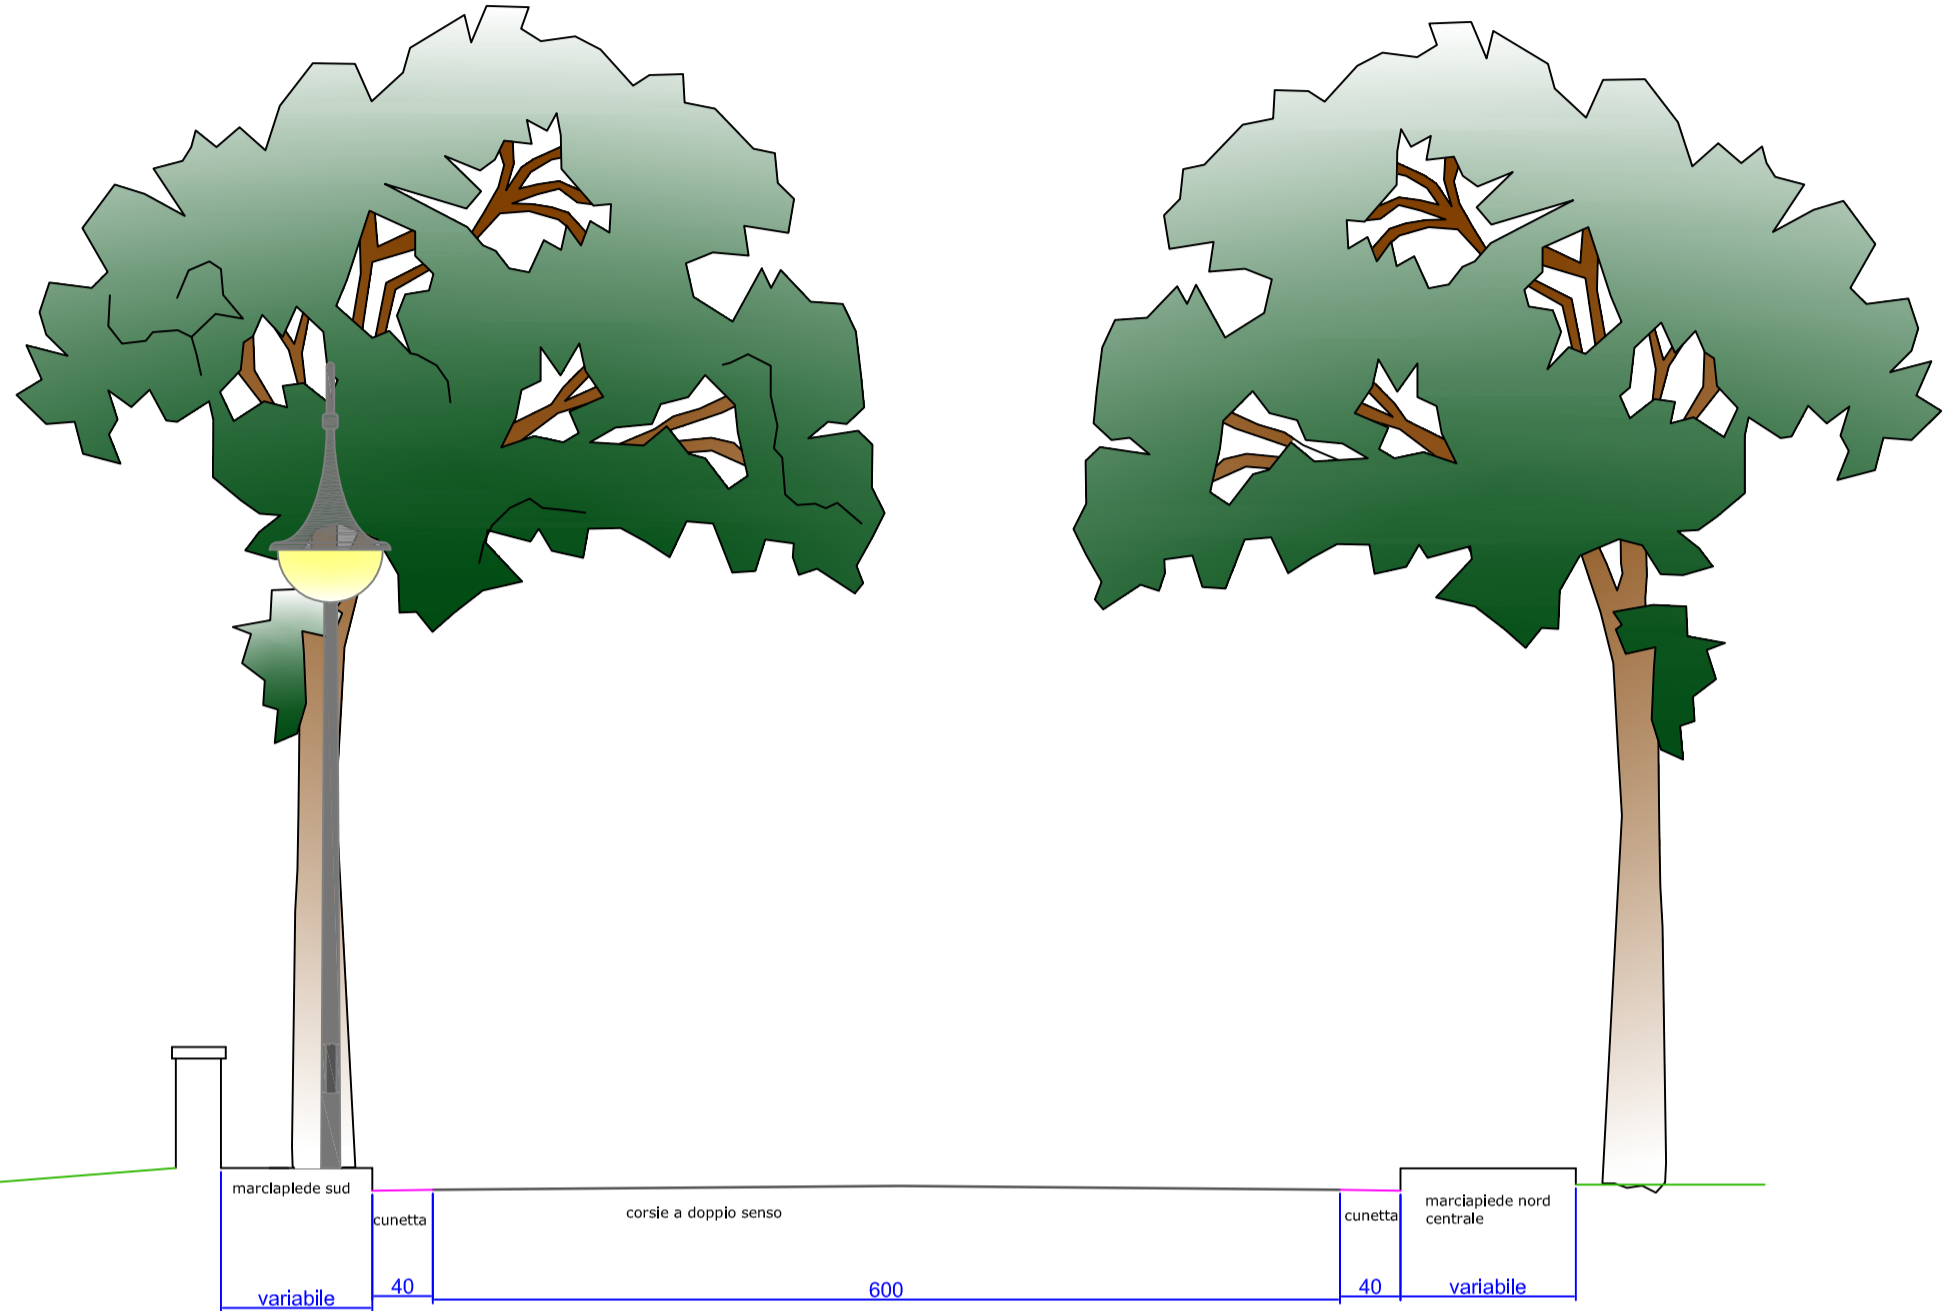 marciapiede sud
cunetta
corsie a doppio senso
cunetta
marciapiede nord
centrale
variabile
40
600
40
variabile